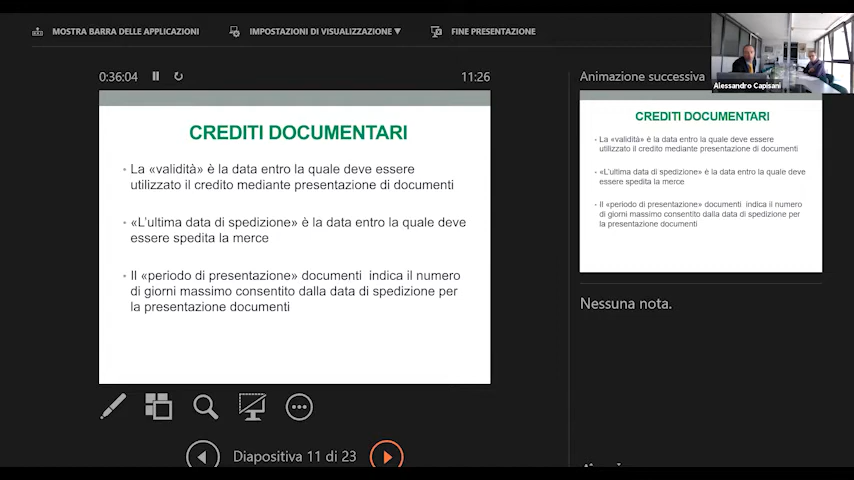 MOSTRA BARRA DELLE APPLICAZIONI
IMPOSTAZIONI DI VISUALIZZAZIONE ▼
FINE PRESENTAZIONE
Alessandro Capisani
0:36:04
11:26
CREDITI DOCUMENTARI
• La «validità» è la data entro la quale deve essere
utilizzato il credito mediante presentazione di documenti
• «L'ultima data di spedizione» è la data entro la quale deve
essere spedita la merce
• Il «periodo di presentazione» documenti indica il numero
di giorni massimo consentito dalla data di spedizione per
la presentazione documenti
Diapositiva 11 di 23
Animazione successiva
CREDITI DOCUMENTARI
• La «validità» è la data entro la quale deve essere
utilizzato il credito mediante presentazione di documenti
• «L'ultima data di spedizione» è la data entro la quale deve
essere spedita la merce
• Il «periodo di presentazione» documenti indica il numero
di giorni massimo consentito dalla data di spedizione per
la presentazione documenti
Nessuna nota.